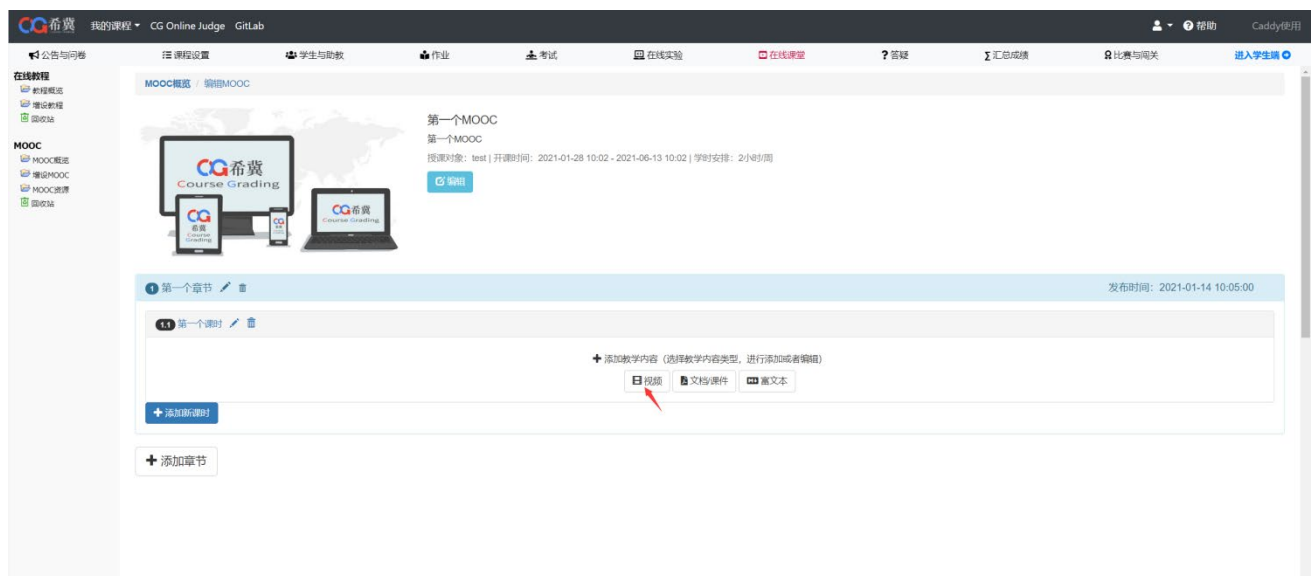 CG希冀 我的课程 CG Online Judge GitLab 帮助 Caddy使用
公告与问卷 课程设置 学生与助教 作业 考试 在线实验 在线课堂 ?答疑 Σ汇总成绩 比赛与闯关 进入学生端
在线教程
教程概览
增设教程
回收站
MOOC
MOOC概览
增设MOOC
MOOC资源
回收站
MOOC概览 / 编辑MOOC
CG希冀
Course Grading
CG
希冀
Course
Grading
CG
CG希冀
Course Grading
第一个MOOC
第一个MOOC
授课对象: test | 开课时间: 2021-01-28 10:02 - 2021-06-13 10:02 | 学时安排: 2小时/周
编辑
1 第一个章节 发布时间: 2021-01-14 10:05:00
1.1 第一个课时
+ 添加教学内容 (选择教学内容类型, 进行添加或者编辑)
视频 文档/课件 富文本
+ 添加新课时
+ 添加章节